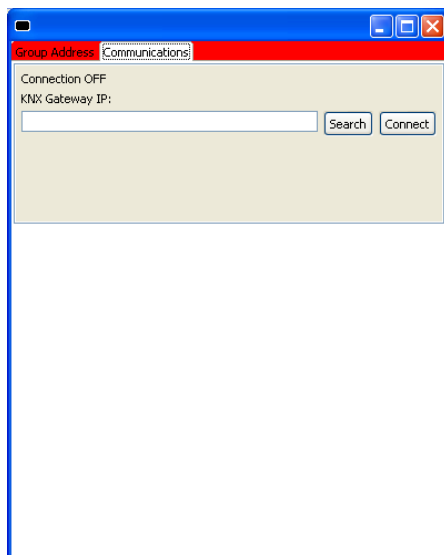 Group Address Communications
Connection OFF
KNX Gateway IP:
Search Connect